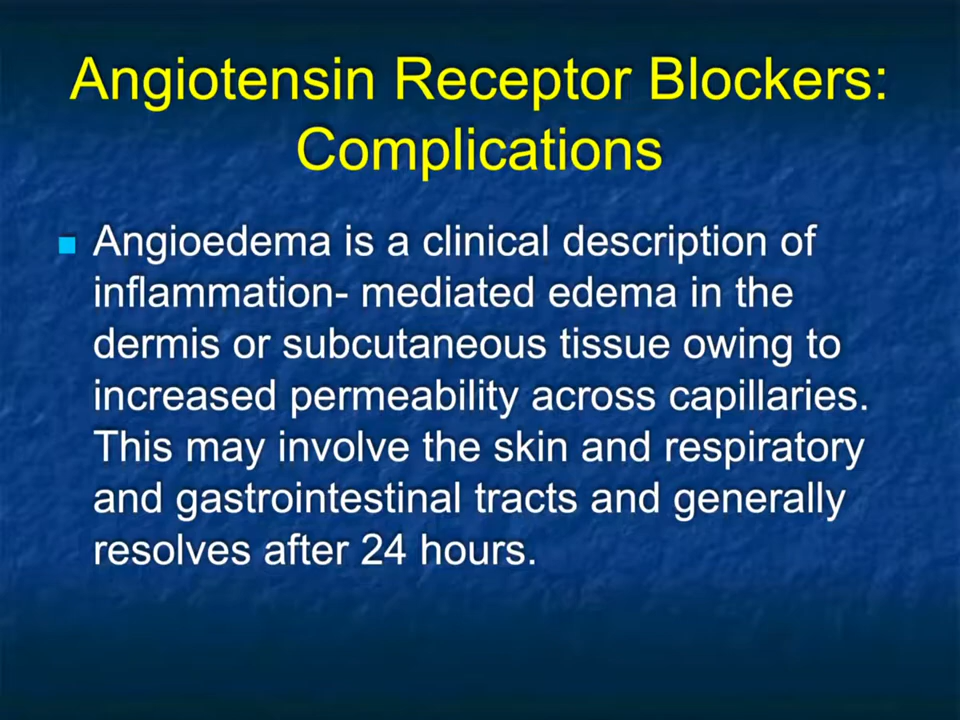 Angiotensin Receptor Blockers:
Complications
Angioedema is a clinical description of
inflammation- mediated edema in the
dermis or subcutaneous tissue owing to
increased permeability across capillaries.
This may involve the skin and respiratory
and gastrointestinal tracts and generally
resolves after 24 hours.